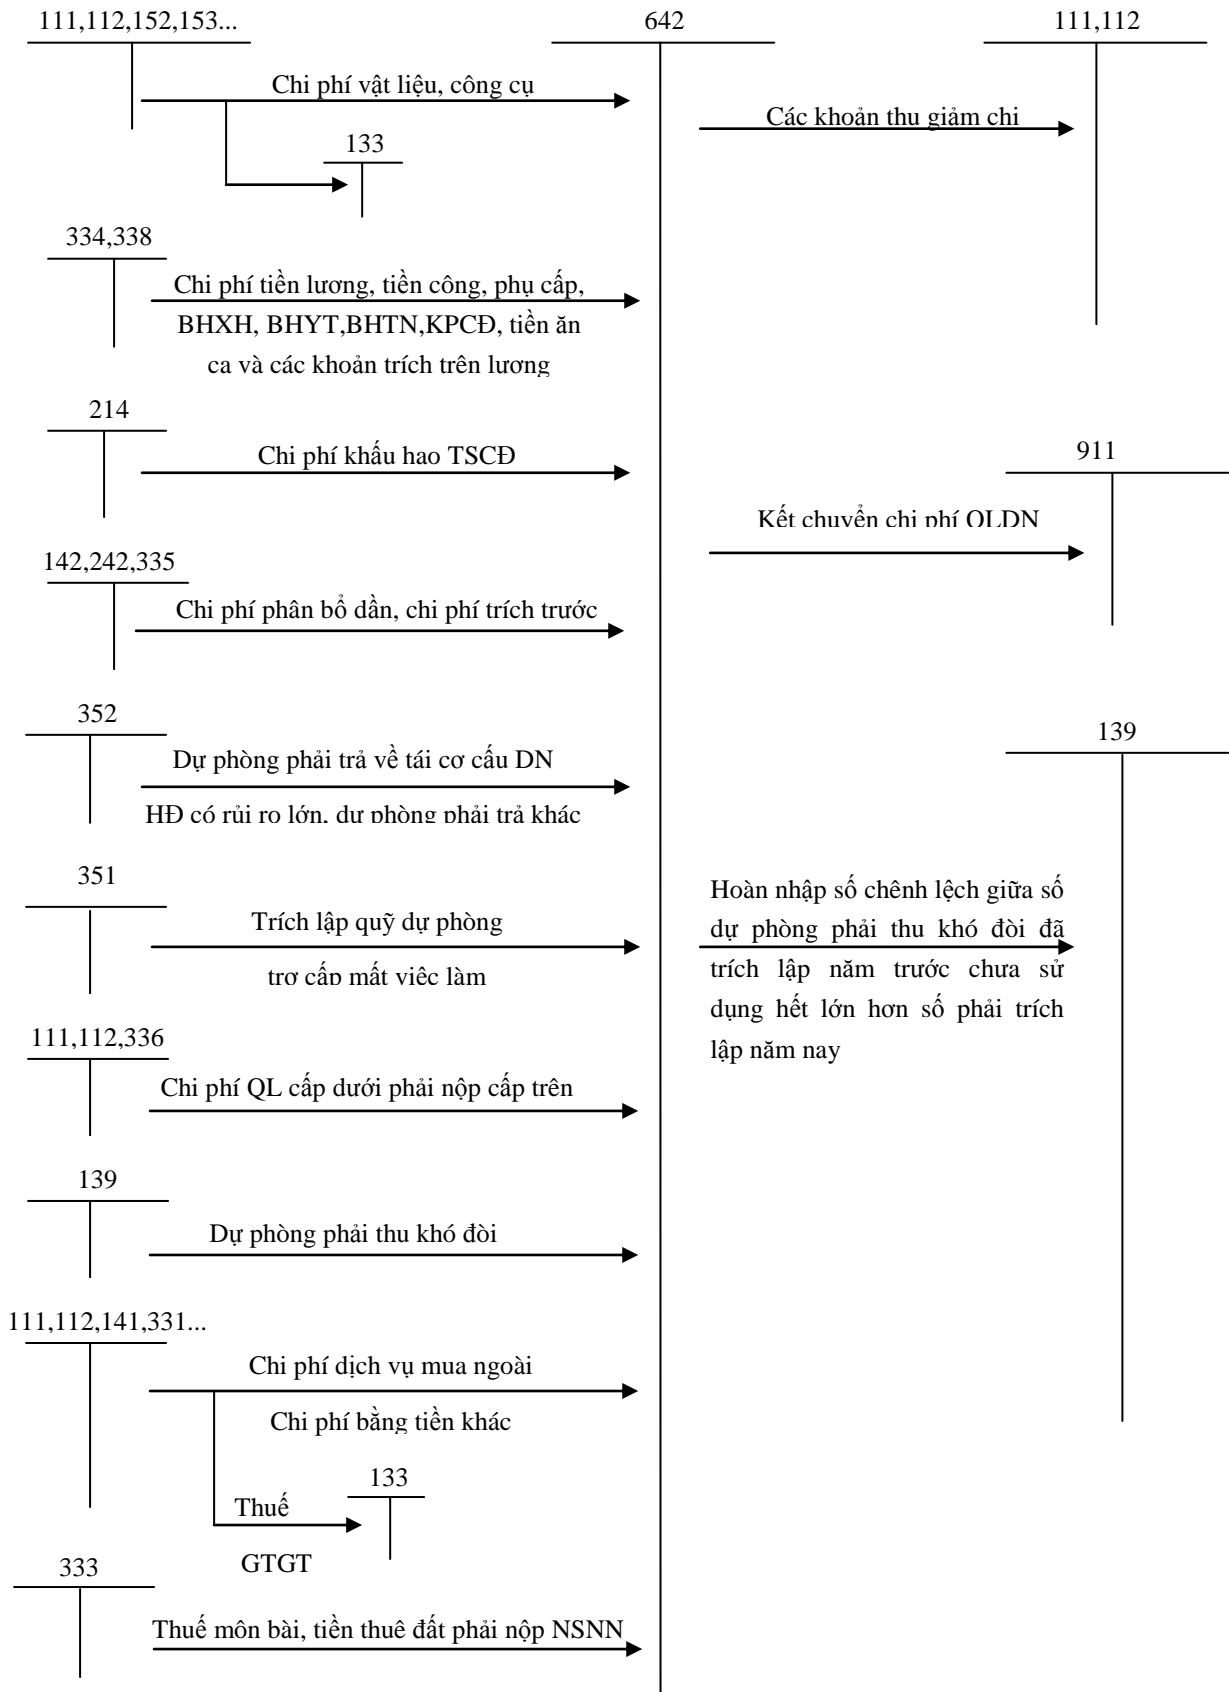 111,112,152,153...
642
111,112
Chi phí vật liệu, công cụ
Các khoản thu giảm chi
133
334,338
Chi phí tiền lương, tiền công, phụ cấp,
BHXH, BHYT,BHTN,KPCĐ, tiền ăn
ca và các khoản trích trên lương
214
Chi phí khấu hao TSCĐ
911
Kết chuyển chi phí QLDN
142,242,335
Chi phí phân bổ dần, chi phí trích trước
352
139
Dự phòng phải trả về tái cơ cấu DN
HĐ có rủi ro lớn, dự phòng phải trả khác
351
Trích lập quỹ dự phòng
trợ cấp mất việc làm
Hoàn nhập số chênh lệch giữa số
dự phòng phải thu khó đòi đã
trích lập năm trước chưa sử
dụng hết lớn hơn số phải trích
lập năm nay
111,112,336
Chi phí QL cấp dưới phải nộp cấp trên
139
Dự phòng phải thu khó đòi
111,112,141,331...
Chi phí dịch vụ mua ngoài
Chi phí bằng tiền khác
133
Thuế
GTGT
333
Thuế môn bài, tiền thuê đất phải nộp NSNN